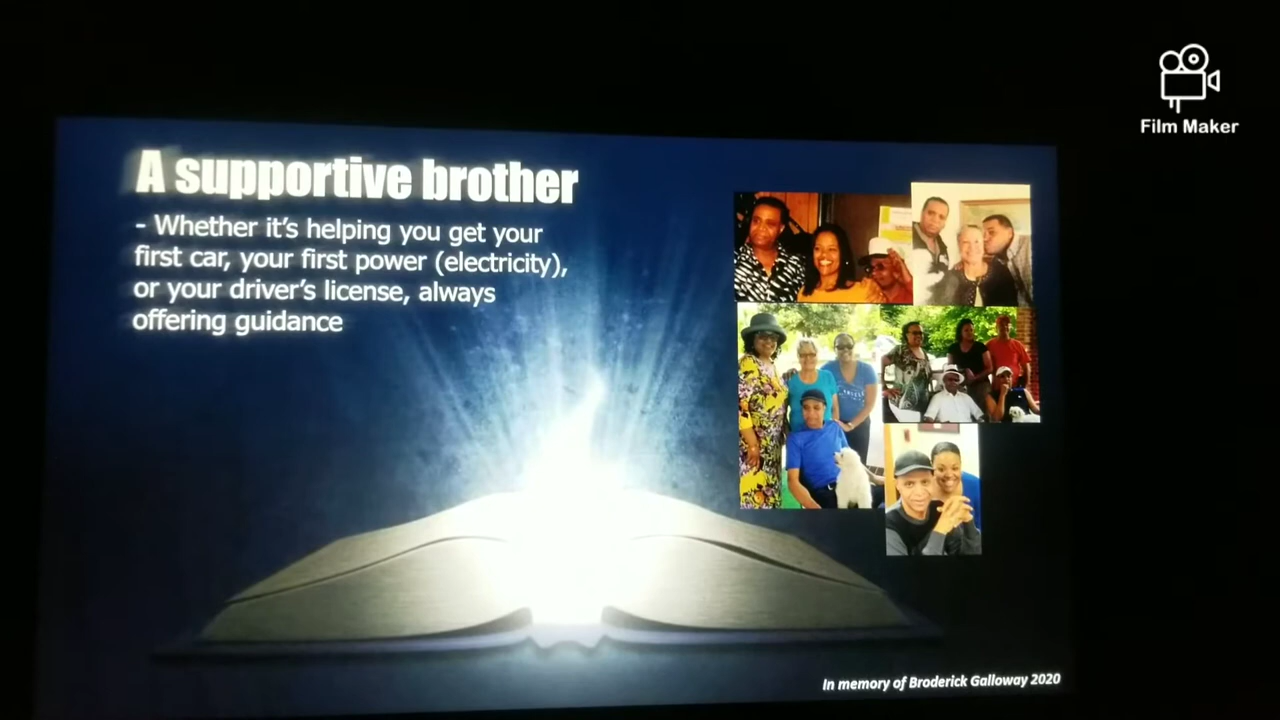 Film Maker
A supportive brother
- Whether it's helping you get your
first car, your first power (electricity),
or your driver's license, always
offering guidance
In memory of Broderick Galloway 2020